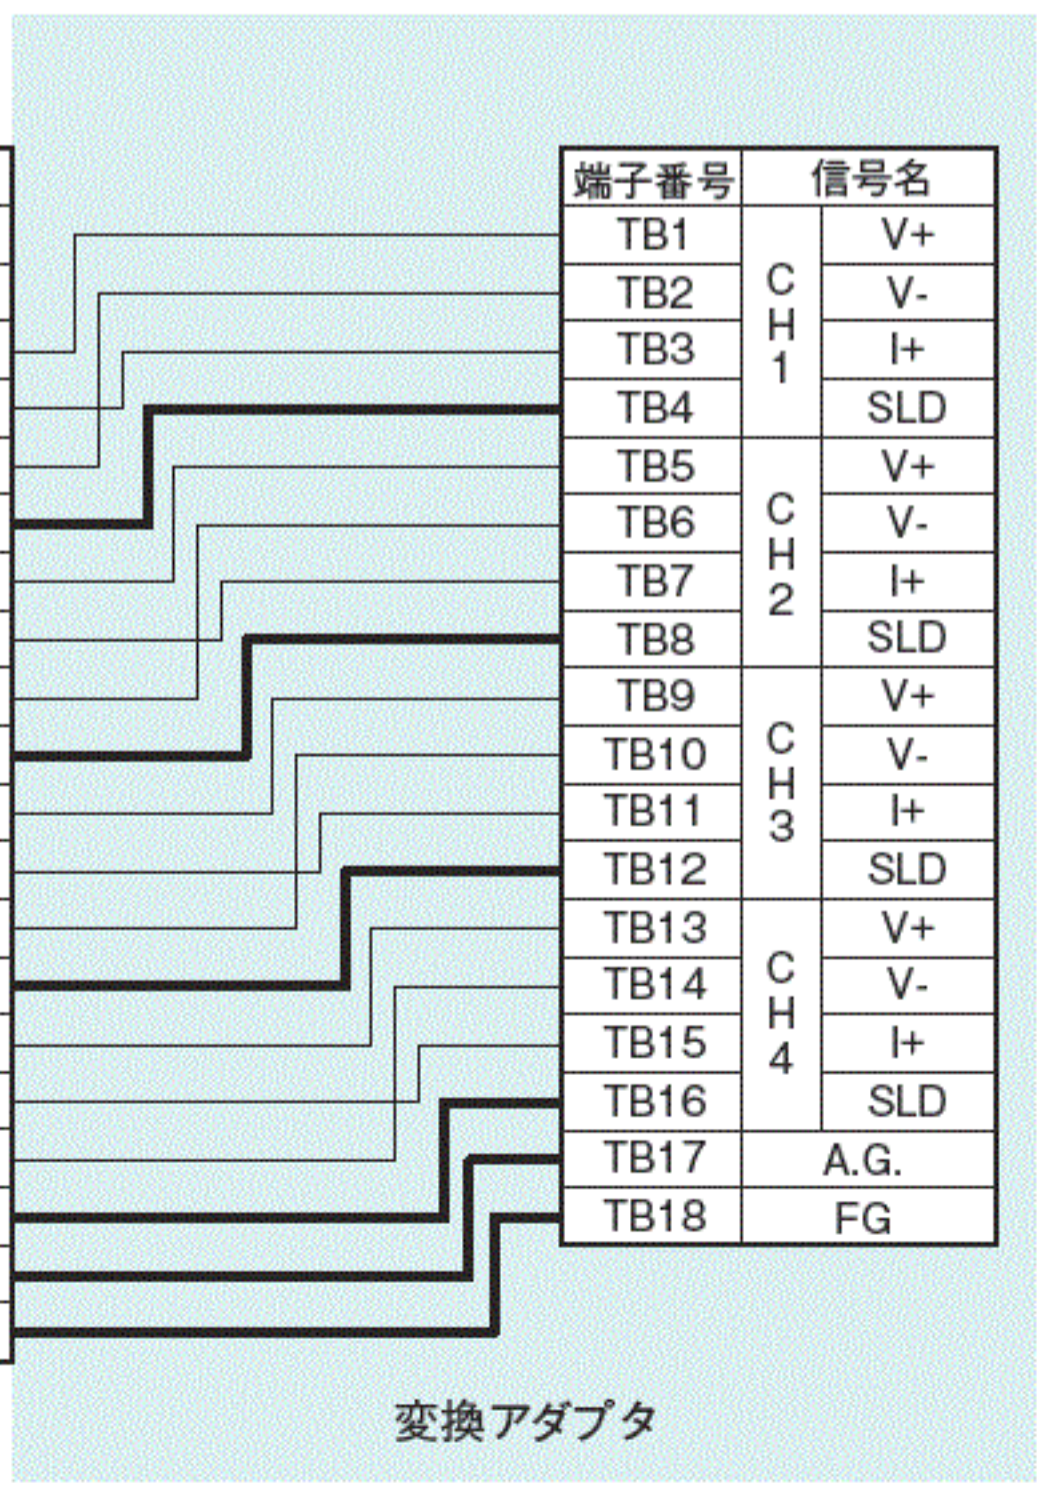 端子番号 信号名
TB1 CH1 V+
TB2 V-
TB3 I+
TB4 SLD
TB5 CH2 V+
TB6 V-
TB7 I+
TB8 SLD
TB9 CH3 V+
TB10 V-
TB11 I+
TB12 SLD
TB13 CH4 V+
TB14 V-
TB15 I+
TB16 SLD
TB17 A.G.
TB18 FG
変換アダプタ